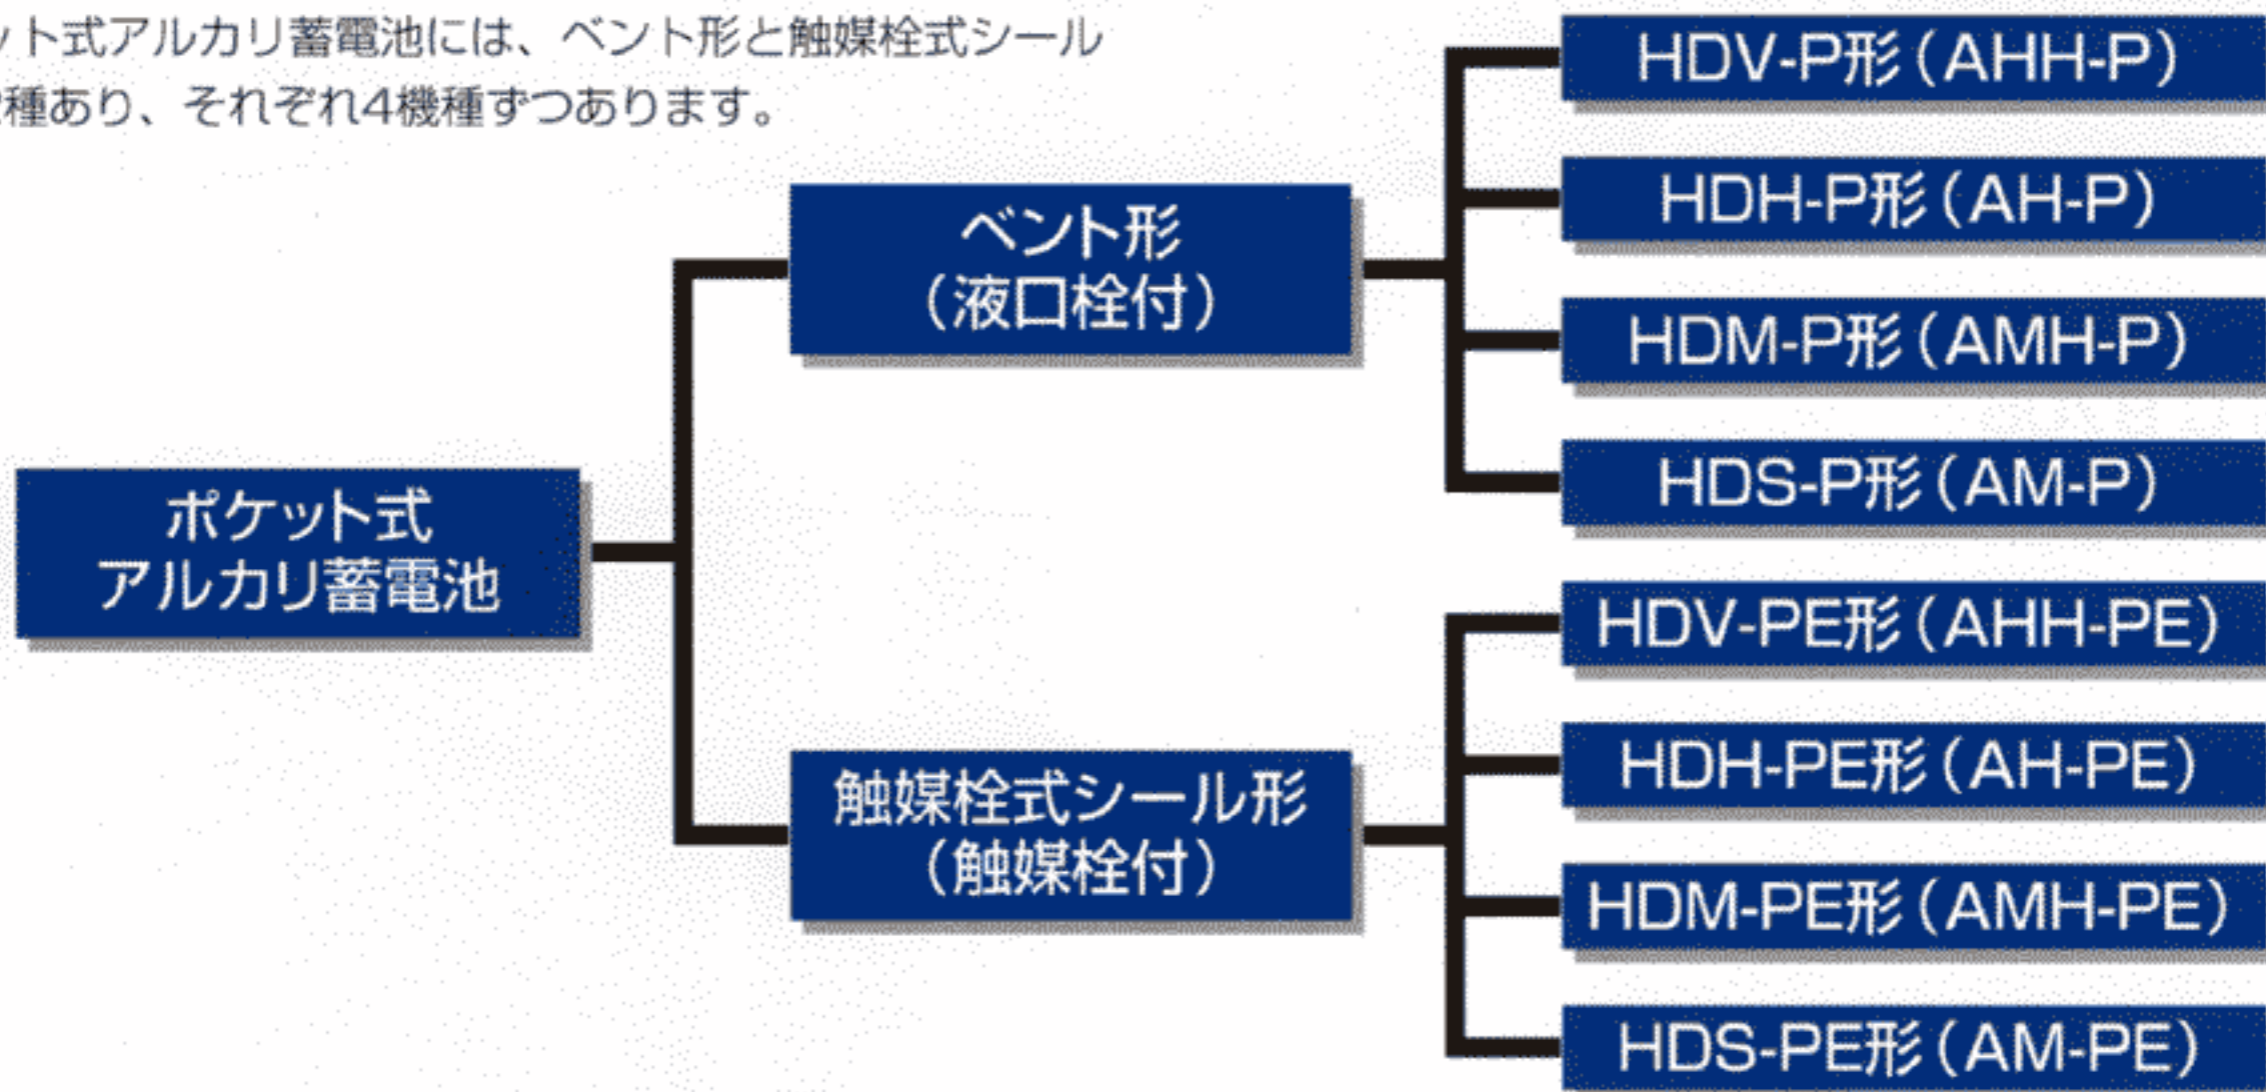 ット式アルカリ蓄電池には、ベント形と触媒栓式シール
種あり、それぞれ4機種ずつあります。
ポケット式
アルカリ蓄電池
ベント形
（液口栓付）
HDV-P形（AHH-P）
HDH-P形（AH-P）
HDM-P形（AMH-P）
HDS-P形（AM-P）
触媒栓式シール形
（触媒栓付）
HDV-PE形（AHH-PE）
HDH-PE形（AH-PE）
HDM-PE形（AMH-PE）
HDS-PE形（AM-PE）